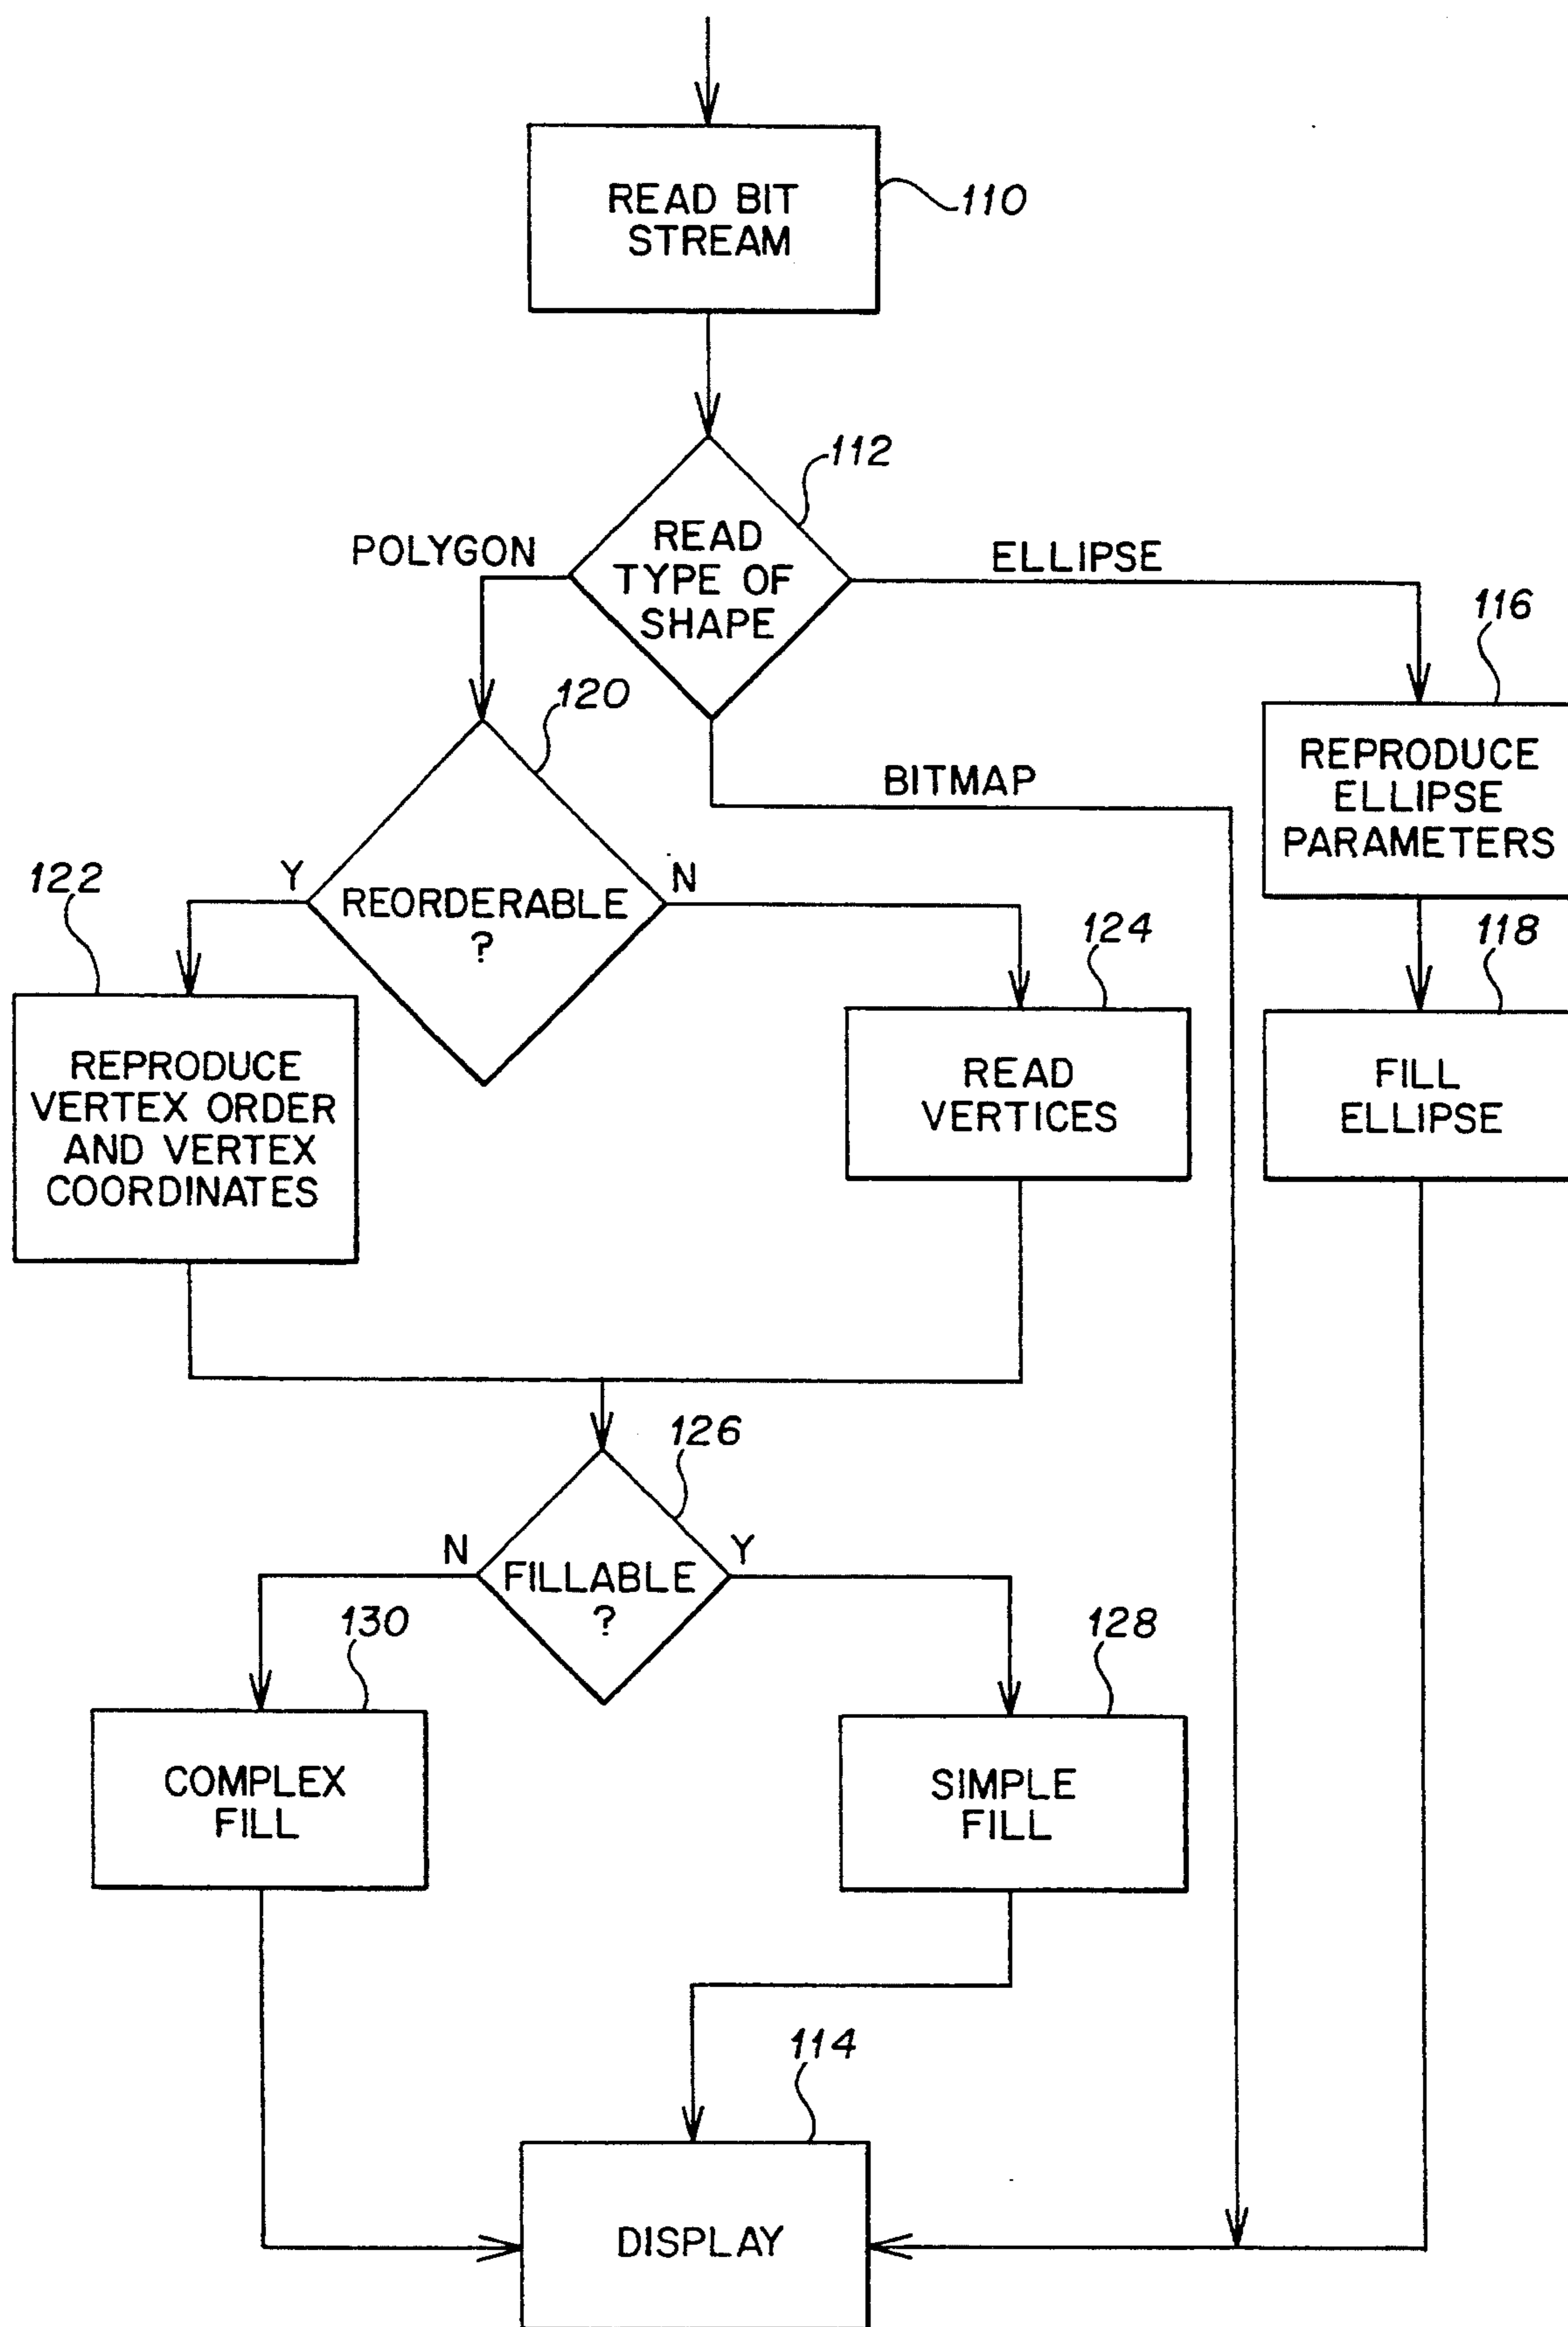 READ BIT
STREAM
110
112
READ
TYPE OF
SHAPE
POLYGON
ELLIPSE
116
120
REPRODUCE
ELLIPSE
PARAMETERS
BITMAP
Y
REORDERABLE
?
N
122
124
118
REPRODUCE
VERTEX ORDER
AND VERTEX
COORDINATES
READ
VERTICES
FILL
ELLIPSE
126
N
FILLABLE
?
Y
130
128
COMPLEX
FILL
SIMPLE
FILL
114
DISPLAY